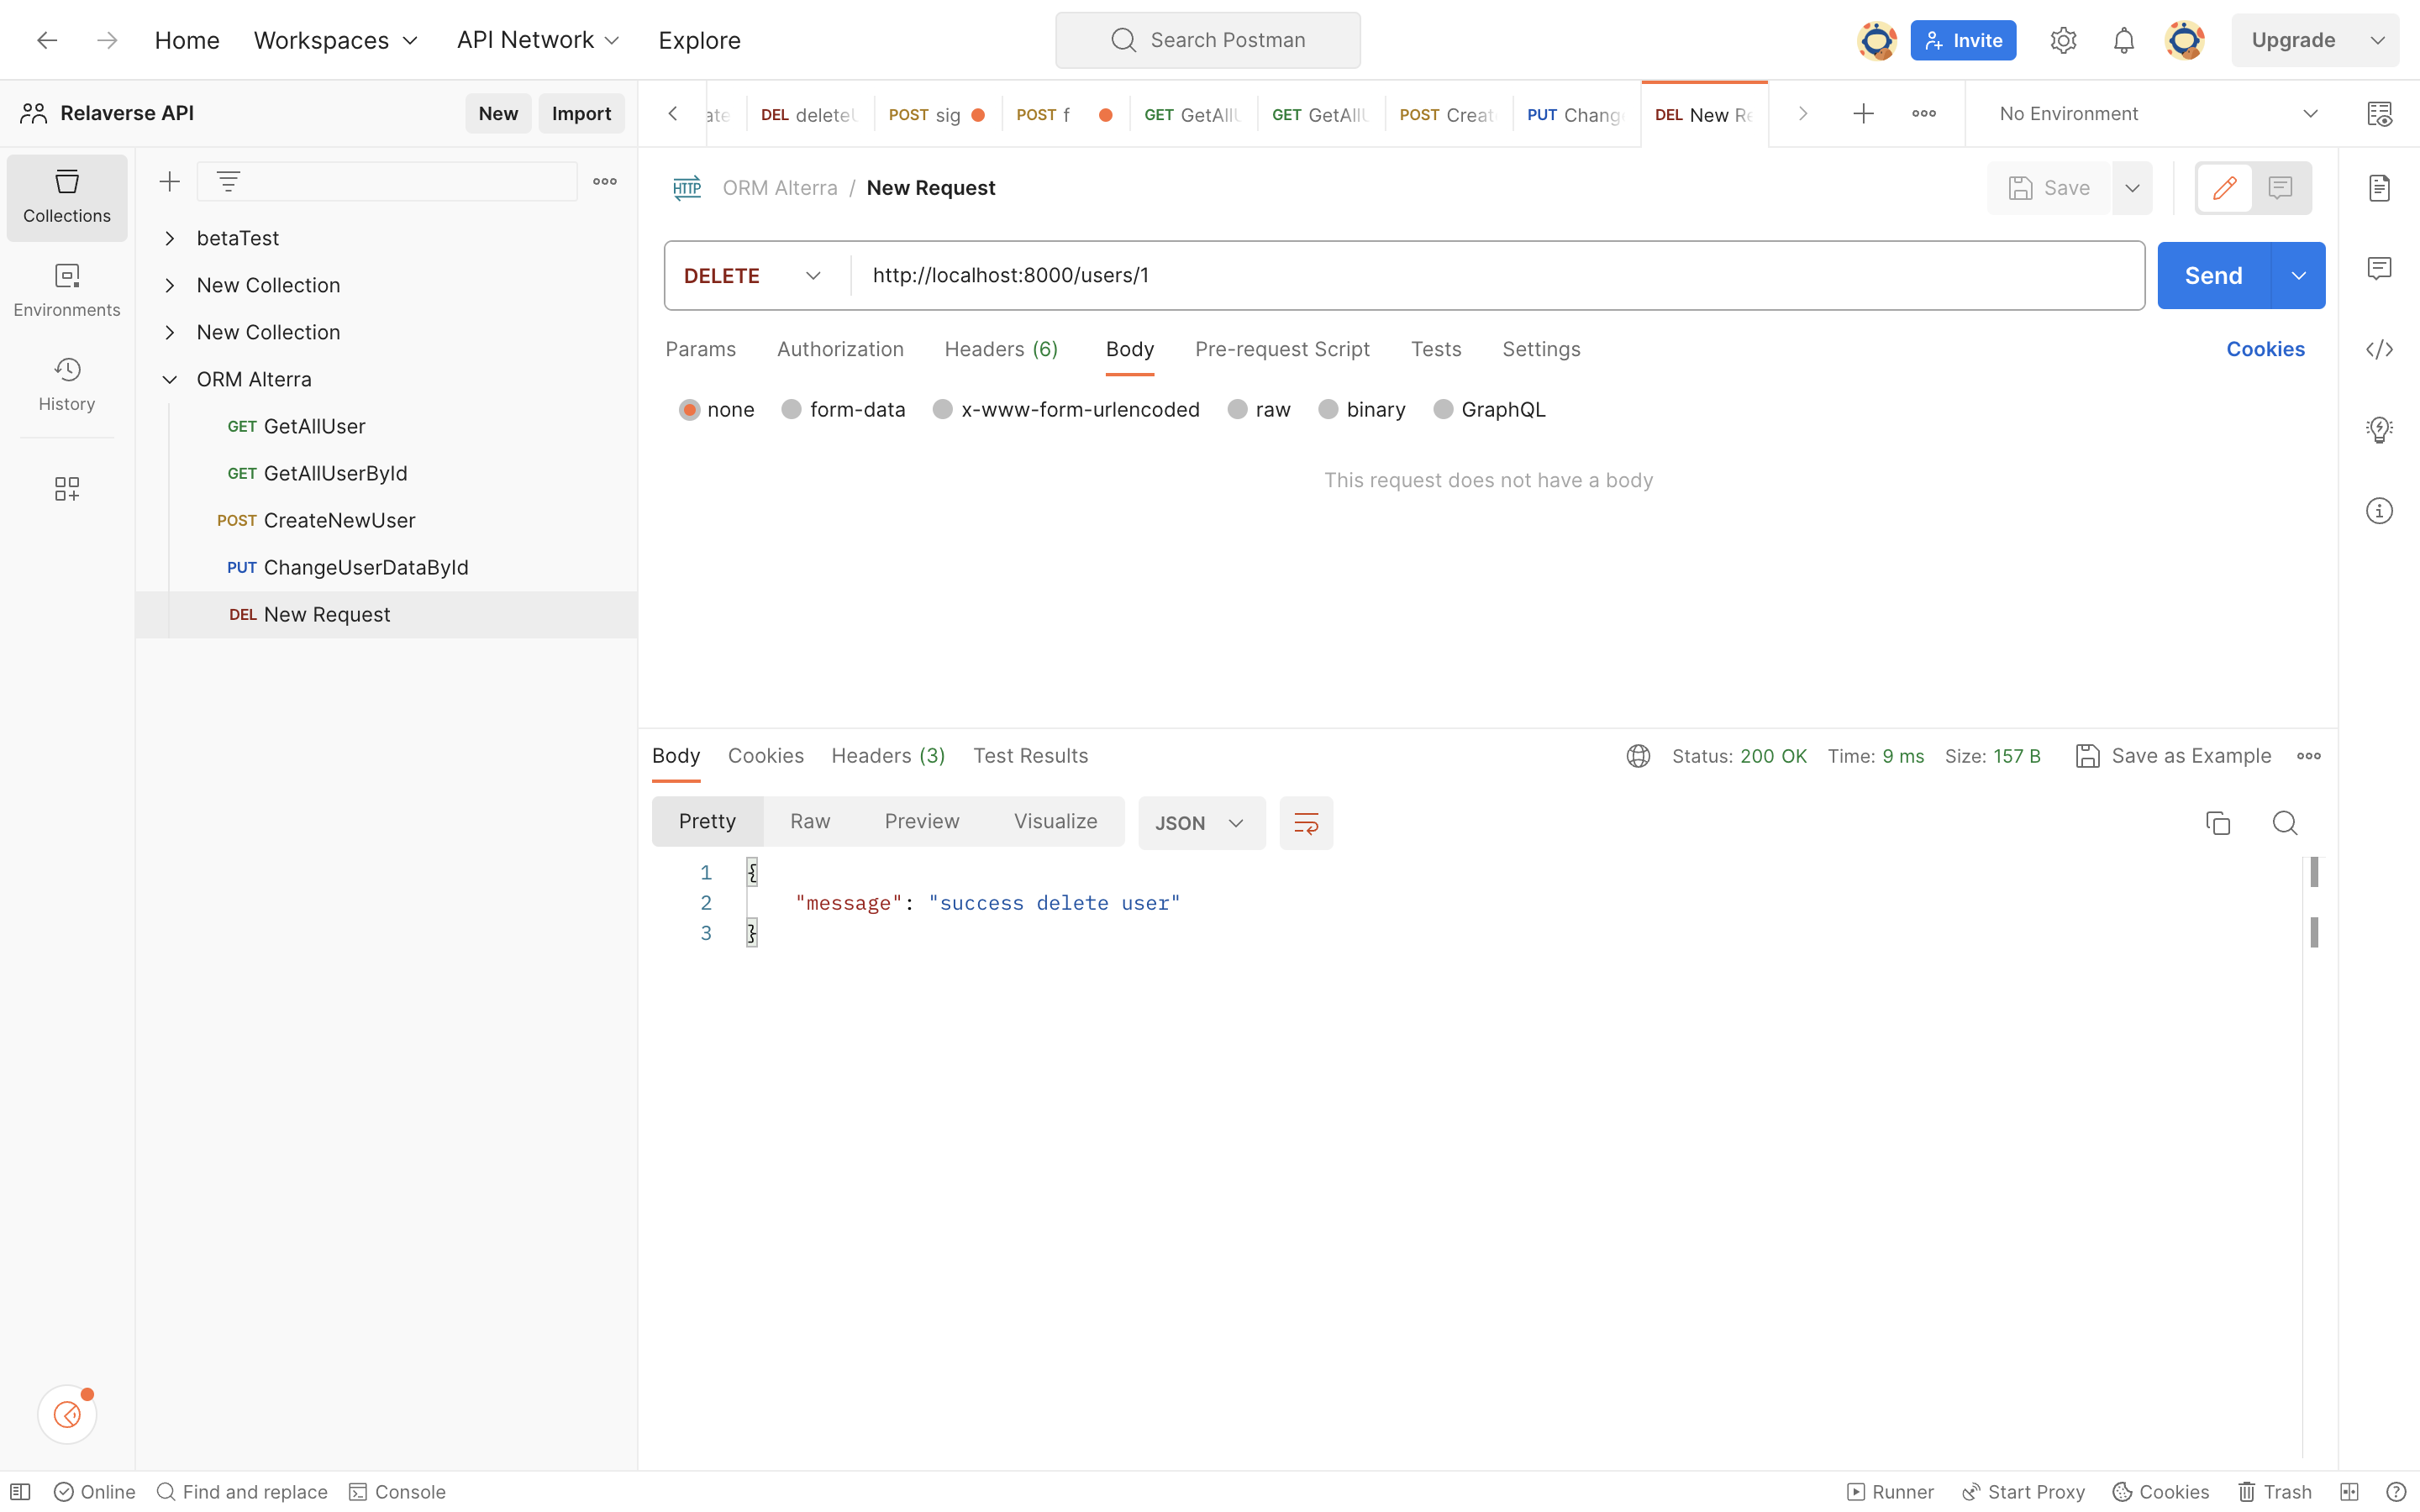 Home Workspaces API Network Explore Search Postman Invite Upgrade
Relaverse API New Import
DEL delete POST sig POST f GET GetAll GET GetAll POST Creat PUT Chang DEL New Re No Environment
Collections
Environments
History
betaTest
New Collection
New Collection
ORM Alterra
GET GetAllUser
GET GetAllUserById
POST CreateNewUser
PUT ChangeUserDataById
DEL New Request
HTTP ORM Alterra / New Request Save
DELETE http://localhost:8000/users/1 Send
Params Authorization Headers (6) Body Pre-request Script Tests Settings Cookies
none form-data x-www-form-urlencoded raw binary GraphQL
This request does not have a body
Body Cookies Headers (3) Test Results Status: 200 OK Time: 9 ms Size: 157 B Save as Example
Pretty Raw Preview Visualize JSON
1 {
2 "message": "success delete user"
3 }
Online Find and replace Console Runner Start Proxy Cookies Trash